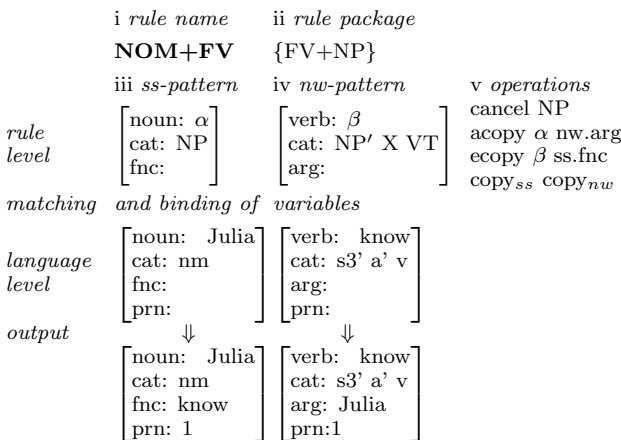 i rule name ii rule package
NOM+FV {FV+NP}
iii ss-pattern iv nw-pattern v operations
noun: α verb: β cancel NP
rule cat: NP cat: NP′ X VT acopy α nw.arg
level fnc: arg: ecopy β ss.fnc
copyss copynw
matching and binding of variables
noun: Julia verb: know
language cat: nm cat: s3' a' v
level fnc: arg:
prn: prn:
output ⇓ ⇓
noun: Julia verb: know
cat: nm cat: s3' a' v
fnc: know arg: Julia
prn: 1 prn:1